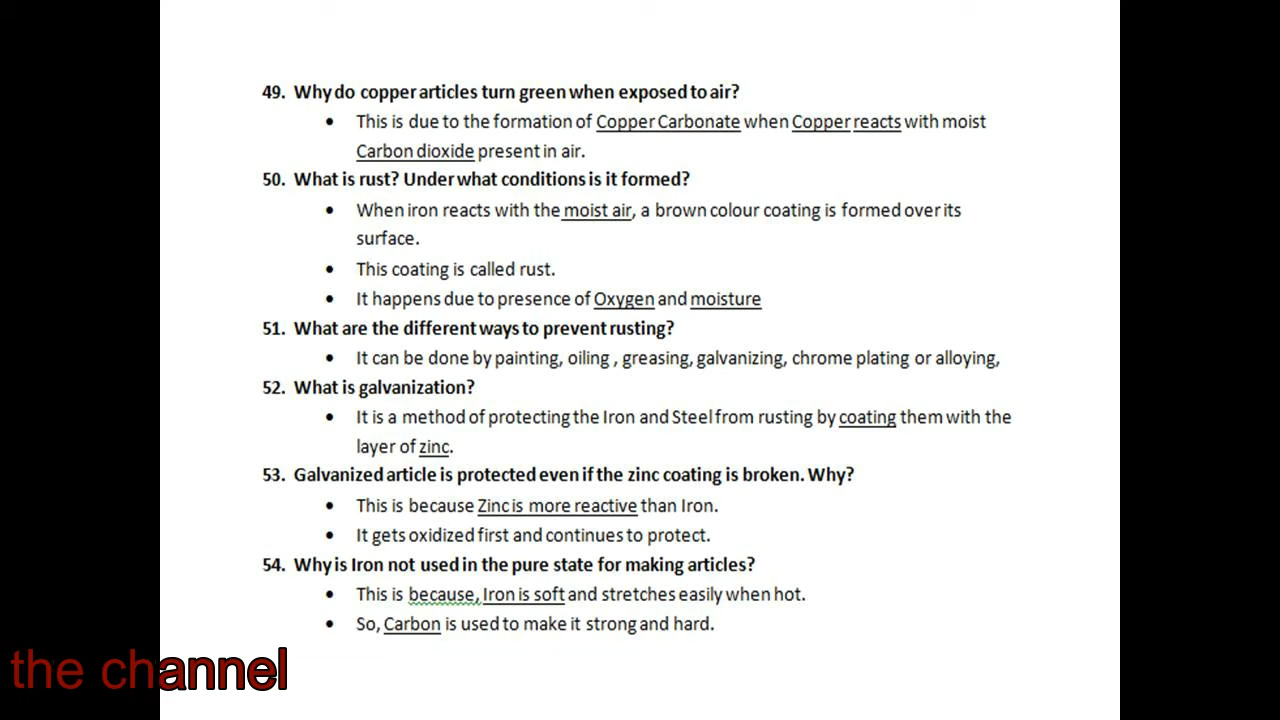 49. Why do copper articles turn green when exposed to air?
• This is due to the formation of Copper Carbonate when Copper reacts with moist
Carbon dioxide present in air.
50. What is rust? Under what conditions is it formed?
• When iron reacts with the moist air, a brown colour coating is formed over its
surface.
• This coating is called rust.
• It happens due to presence of Oxygen and moisture
51. What are the different ways to prevent rusting?
• It can be done by painting, oiling , greasing, galvanizing, chrome plating or alloying,
52. What is galvanization?
• It is a method of protecting the Iron and Steel from rusting by coating them with the
layer of zinc.
53. Galvanized article is protected even if the zinc coating is broken. Why?
• This is because Zinc is more reactive than Iron.
• It gets oxidized first and continues to protect.
54. Why is Iron not used in the pure state for making articles?
• This is because, Iron is soft and stretches easily when hot.
• So, Carbon is used to make it strong and hard.
the channel